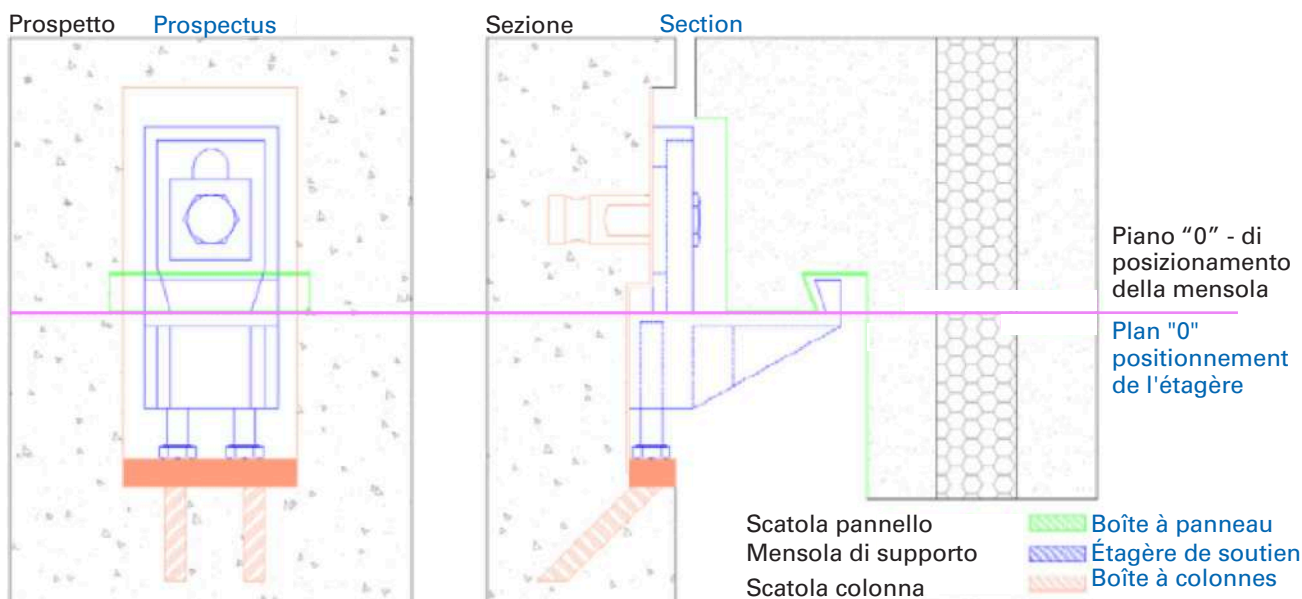 Prospetto Prospectus
Sezione Section
Piano “0” - di
posizionamento
della mensola
Plan "0"
positionnement
de l'étagère
Scatola pannello Boîte à panneau
Mensola di supporto Étagère de soutien
Scatola colonna Boîte à colonnes